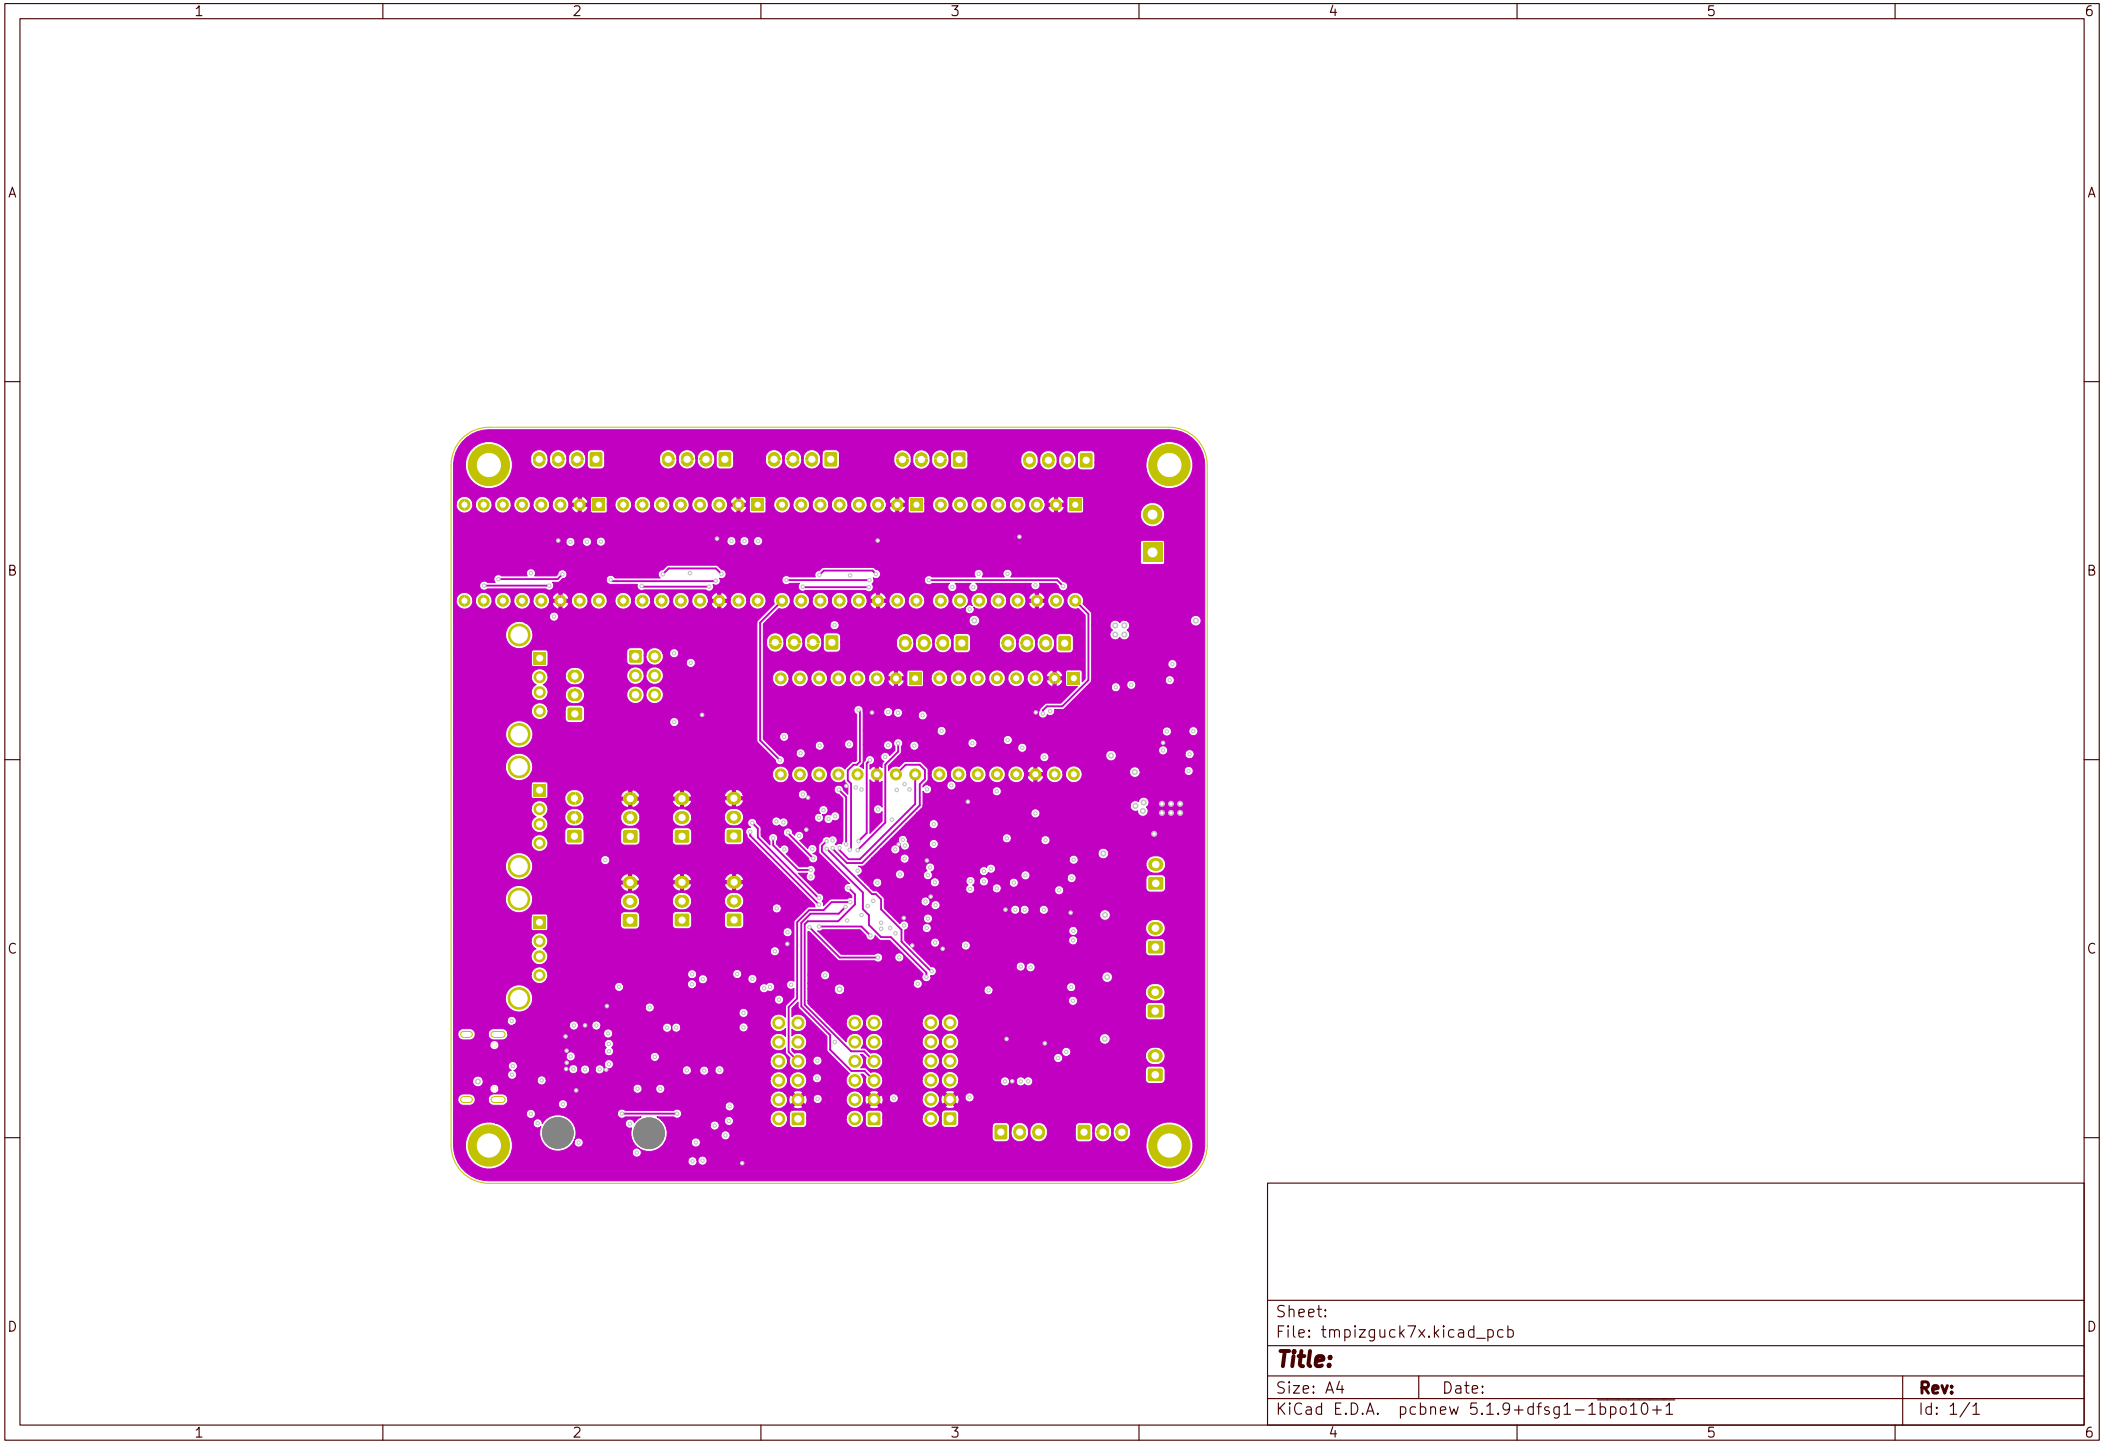 1 2 3 4 5 6
A A
B B
C C
D D
Sheet:
File: tmpizguck7x.kicad_pcb
Title:
Size: A4 Date: Rev:
KiCad E.D.A. pcbnew 5.1.9+dfsg1-1bpo10+1 Id: 1/1
1 2 3 4 5 6